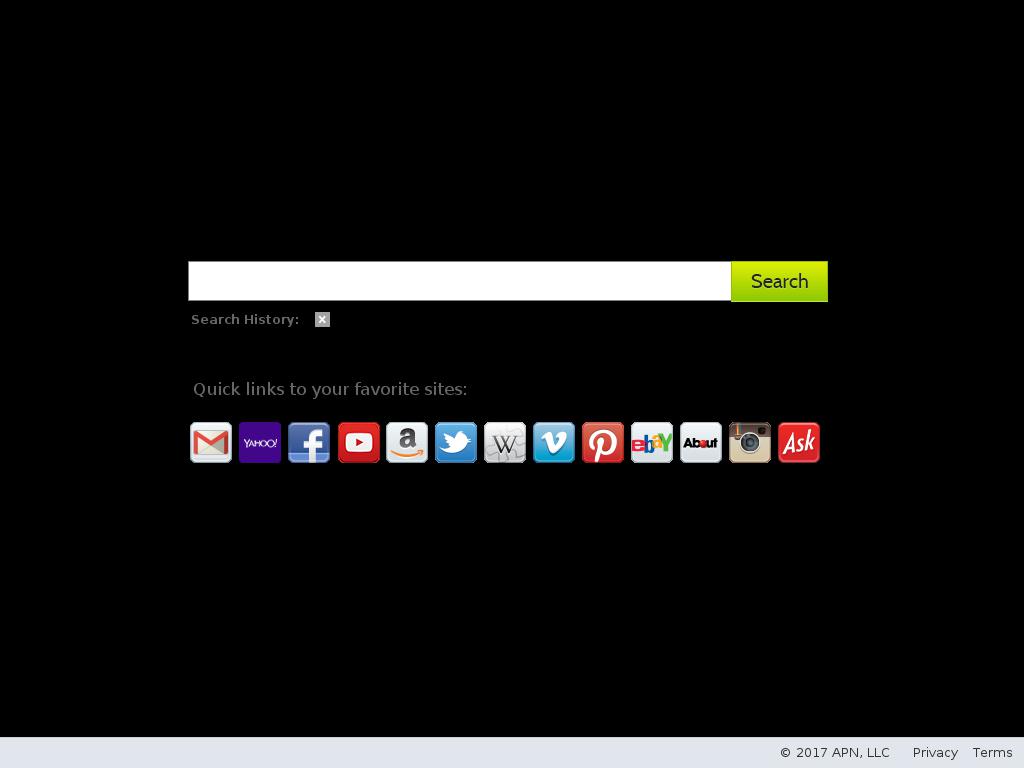 Search
Search History:
Quick links to your favorite sites:
YAHOO! f a W v p ebaY About Ask
© 2017 APN, LLC Privacy Terms